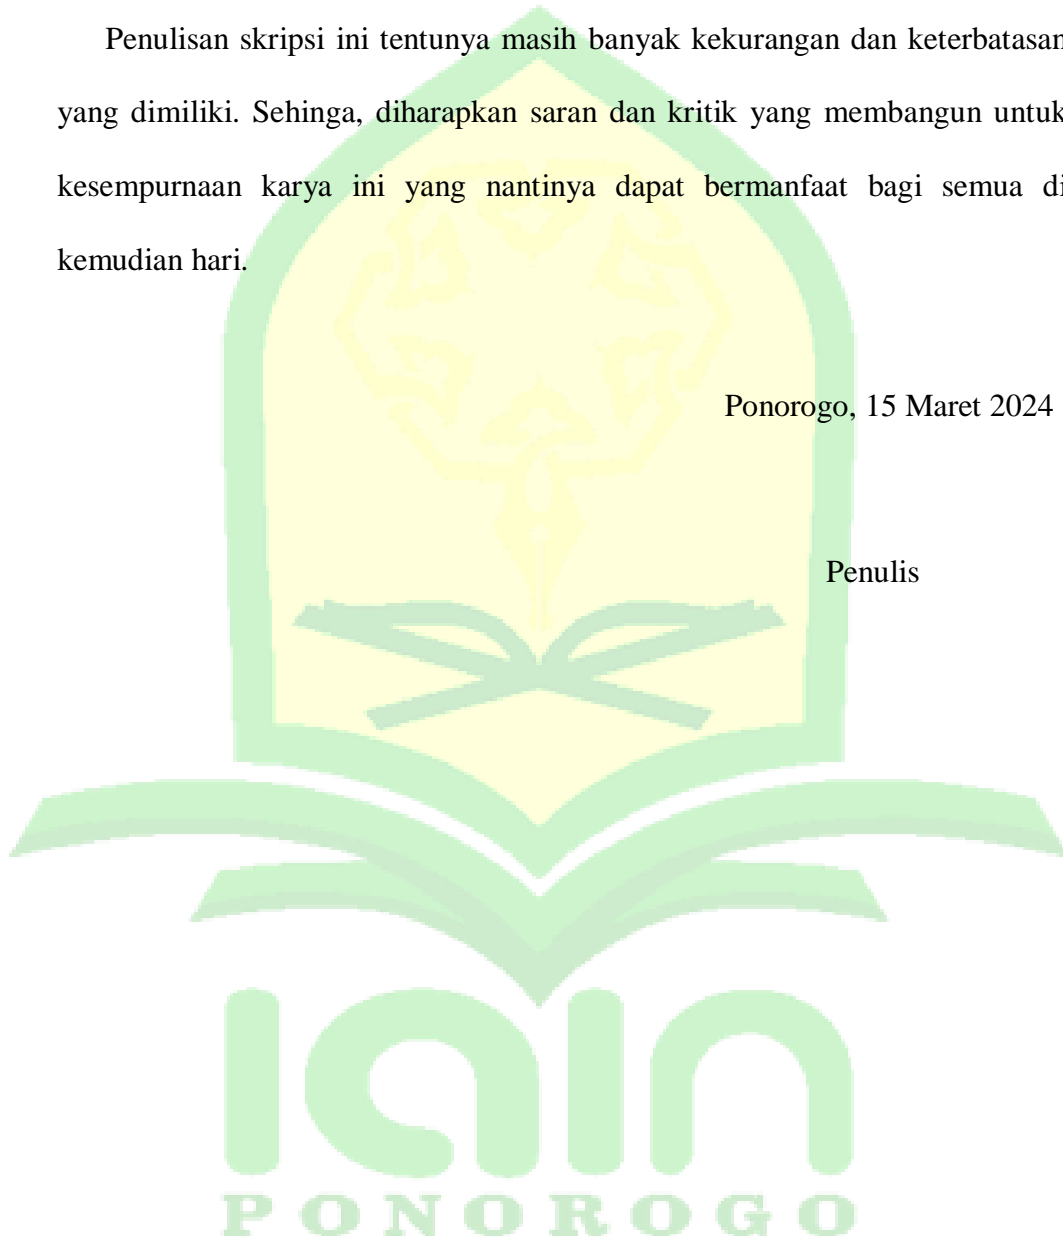 Penulisan skripsi ini tentunya masih banyak kekurangan dan keterbatasan
yang dimiliki. Sehinga, diharapkan saran dan kritik yang membangun untuk
kesempurnaan karya ini yang nantinya dapat bermanfaat bagi semua di
kemudian hari.
Ponorogo, 15 Maret 2024
Penulis
IAIN
PONOROGO